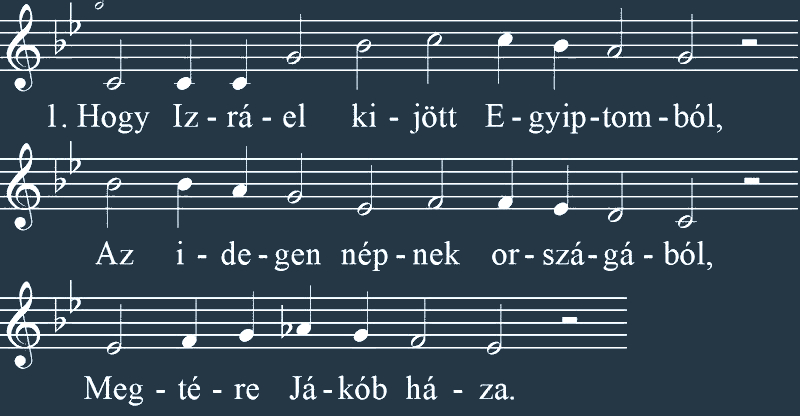 1. Hogy Iz - rá - el ki - jött E - gyip - tom - ból,
Az i - de - gen nép - nek or - szá - gá - ból,
Meg - té - re Já - kób há - za.